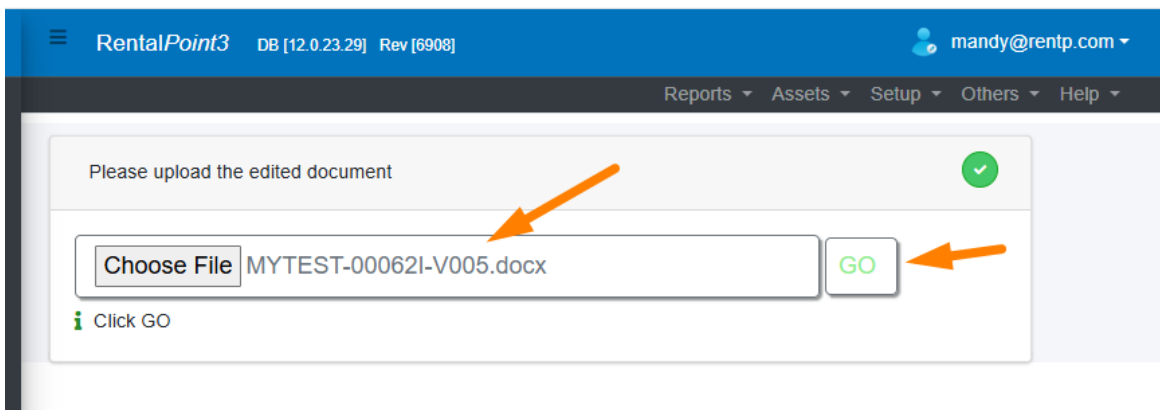 RentalPoint3 DB [12.0.23.29] Rev [6908] mandy@rentp.com
Reports Assets Setup Others Help
Please upload the edited document
Choose File MYTEST-00062I-V005.docx GO
Click GO